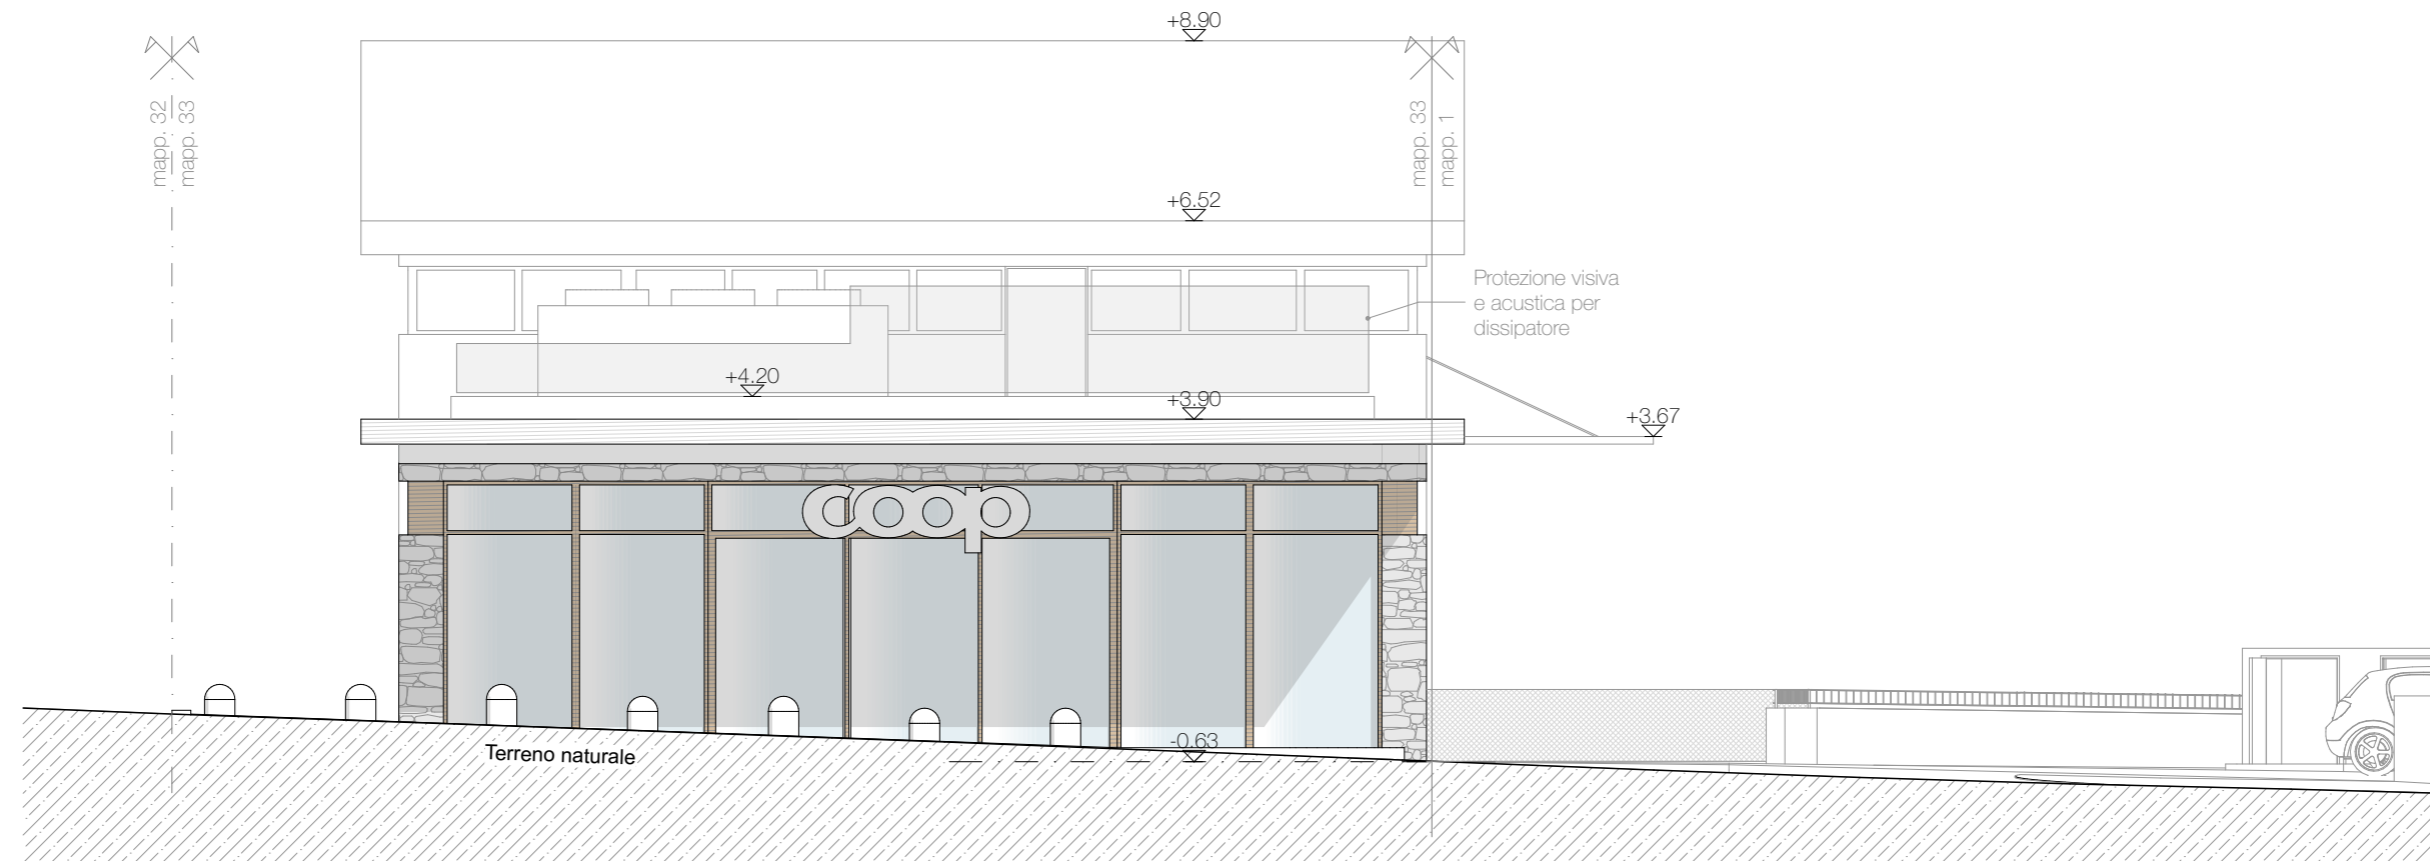 +8.90
mapp. 32
mapp. 33
mapp. 33
mapp. 1
+6.52
Protezione visiva
e acustica per
dissipatore
+4.20
+3.90
+3.67
coop
-0.63
Terreno naturale